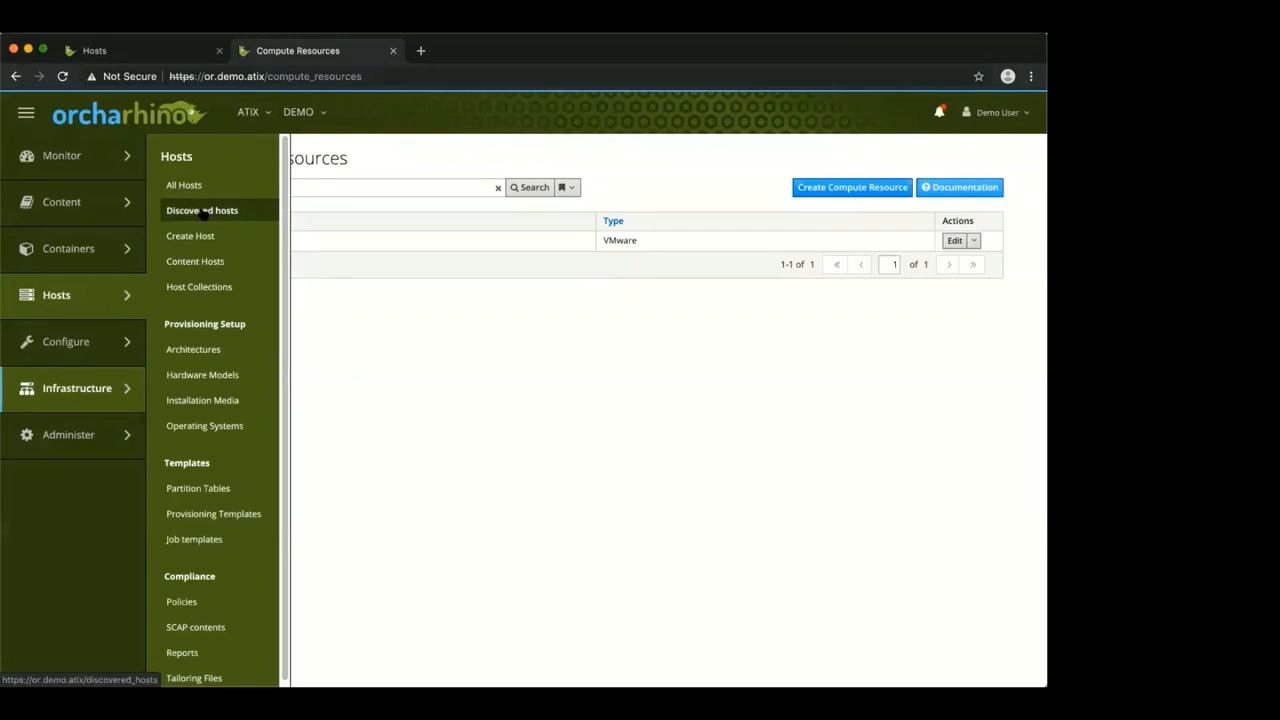 Hosts
Compute Resources
Not Secure | https://or.demo.atix/compute_resources
orcharhino
ATIX
DEMO
Demo User
Monitor
Content
Containers
Hosts
Configure
Infrastructure
Administer
Hosts
All Hosts
Discovered hosts
Create Host
Content Hosts
Host Collections
Provisioning Setup
Architectures
Hardware Models
Installation Media
Operating Systems
Templates
Partition Tables
Provisioning Templates
Job templates
Compliance
Policies
SCAP contents
Reports
Tailoring Files
sources
Search
Create Compute Resource
Documentation
Type
Actions
VMware
Edit
1-1 of 1
1
of 1
https://or.demo.atix/discovered_hosts